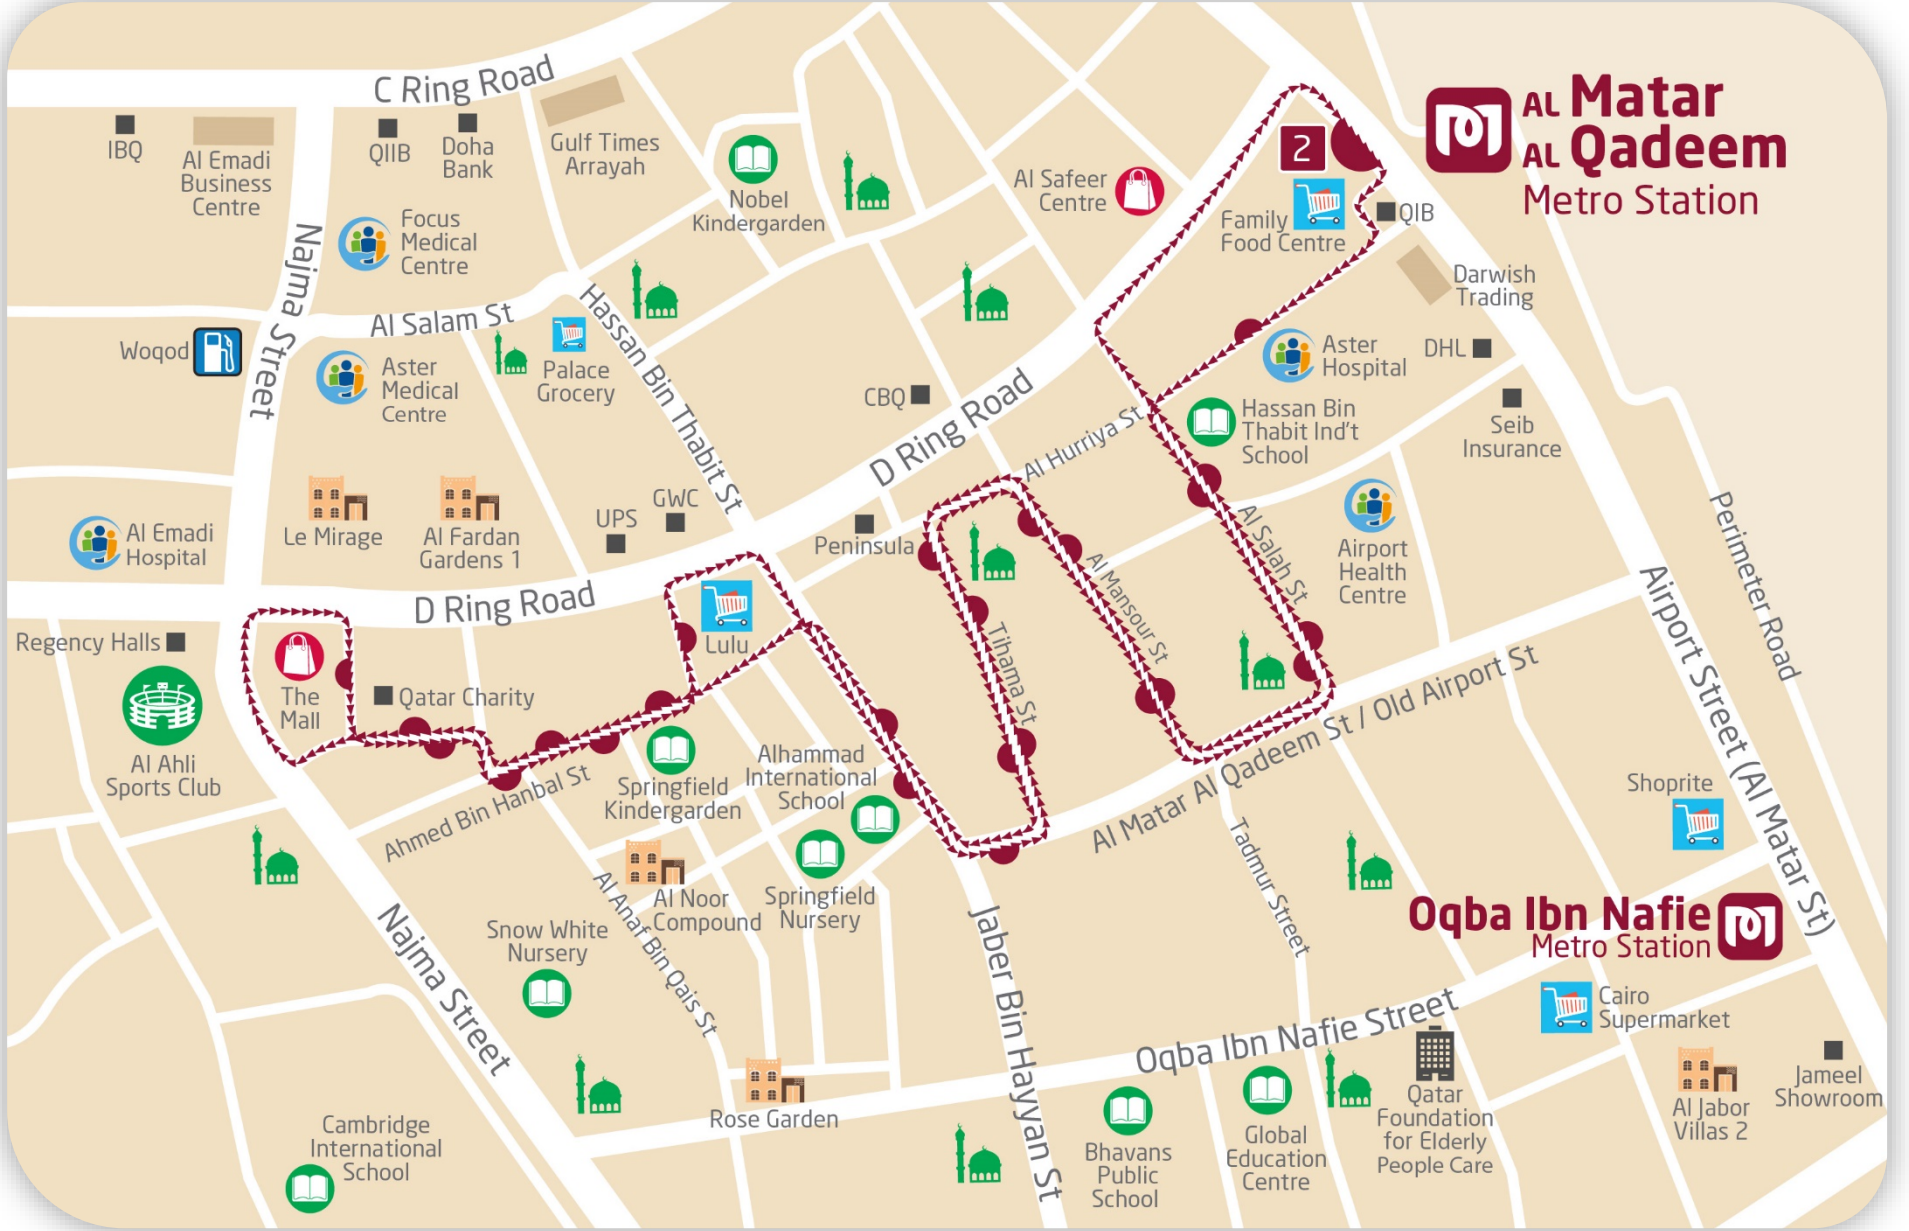 C Ring Road
IBQ
Al Emadi
Business
Centre
QIIB
Doha
Bank
Gulf Times
Arrayah
Nobel
Kindergarden
Al Safeer
Centre
2
Family
Food Centre
QIB
AL Matar
AL Qadeem
Metro Station
Darwish
Trading
Focus
Medical
Centre
Najma Street
Al Salam St
Woqod
Aster
Medical
Centre
Palace
Grocery
Hassan Bin Thabit St
CBQ
D Ring Road
Al Hurriya St
Aster
Hospital
DHL
Hassan Bin
Thabit Ind't
School
Seib
Insurance
Al Emadi
Hospital
Le Mirage
Al Fardan
Gardens 1
UPS
GWC
Peninsula
Al Mansour St
Al Salah St
Airport
Health
Centre
Perimeter Road
Airport Street (Al Matar St)
D Ring Road
Regency Halls
The
Mall
Qatar Charity
Lulu
Tihama St
Al Matar Al Qadeem St / Old Airport St
Al Ahli
Sports Club
Ahmed Bin Hanbal St
Springfield
Kindergarden
Alhammad
International
School
Shoprite
Tadmur Street
Al Noor
Compound
Springfield
Nursery
Al Anaf Bin Qais St
Snow White
Nursery
Najma Street
Jaber Bin Hayyan St
Oqba Ibn Nafie
Metro Station
Oqba Ibn Nafie Street
Cairo
Supermarket
Rose Garden
Cambridge
International
School
Bhavans
Public
School
Global
Education
Centre
Qatar
Foundation
for Elderly
People Care
Al Jabor
Villas 2
Jameel
Showroom